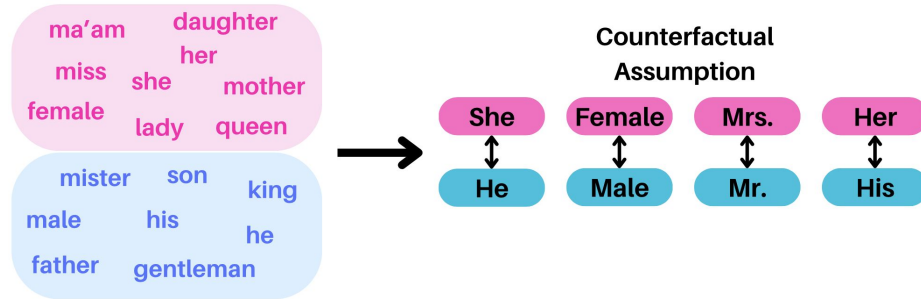 ma’am
daughter
her
miss
she
mother
female
lady
queen
mister
son
king
male
his
he
father
gentleman
Counterfactual
Assumption
She
Female
Mrs.
Her
He
Male
Mr.
His